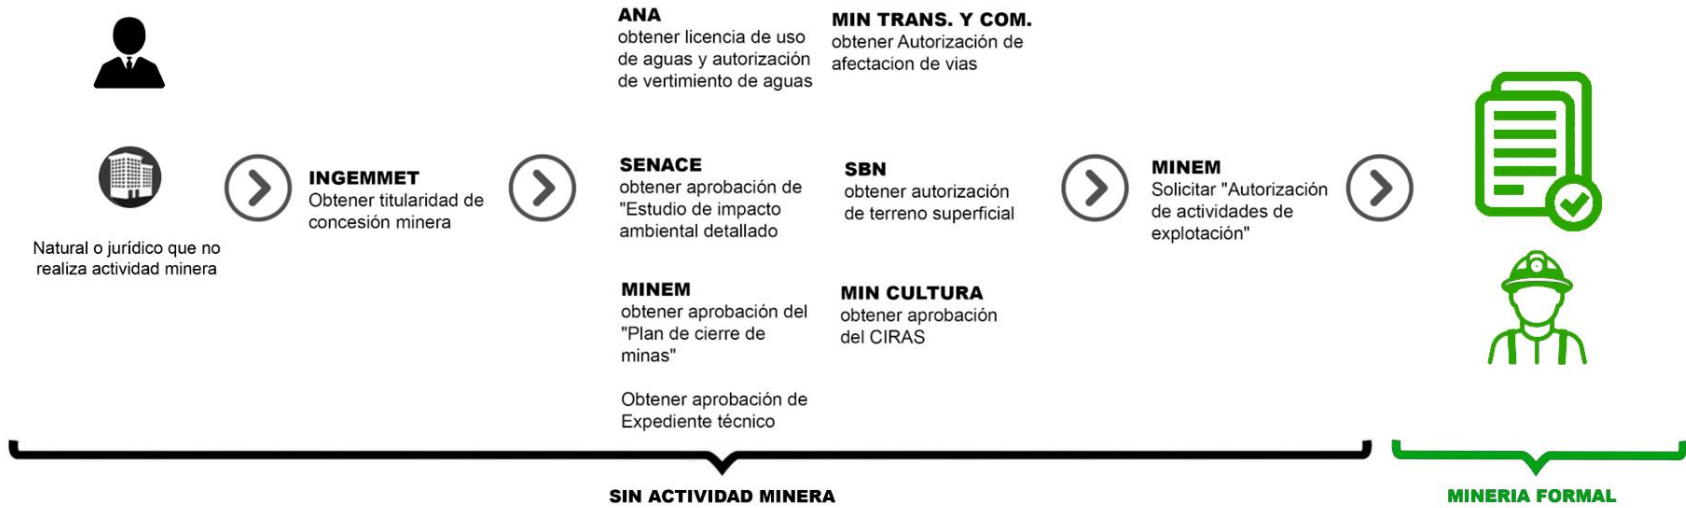 Natural o jurídico que no
realiza actividad minera
INGEMMET
Obtener titularidad de
concesión minera
ANA
obtener licencia de uso
de aguas y autorización
de vertimiento de aguas
MIN TRANS. Y COM.
obtener Autorización de
afectacion de vias
SENACE
obtener aprobación de
"Estudio de impacto
ambiental detallado
SBN
obtener autorización
de terreno superficial
MINEM
obtener aprobación del
"Plan de cierre de
minas"
Obtener aprobación de
Expediente técnico
MIN CULTURA
obtener aprobación
del CIRAS
MINEM
Solicitar "Autorización
de actividades de
explotación"
SIN ACTIVIDAD MINERA
MINERIA FORMAL